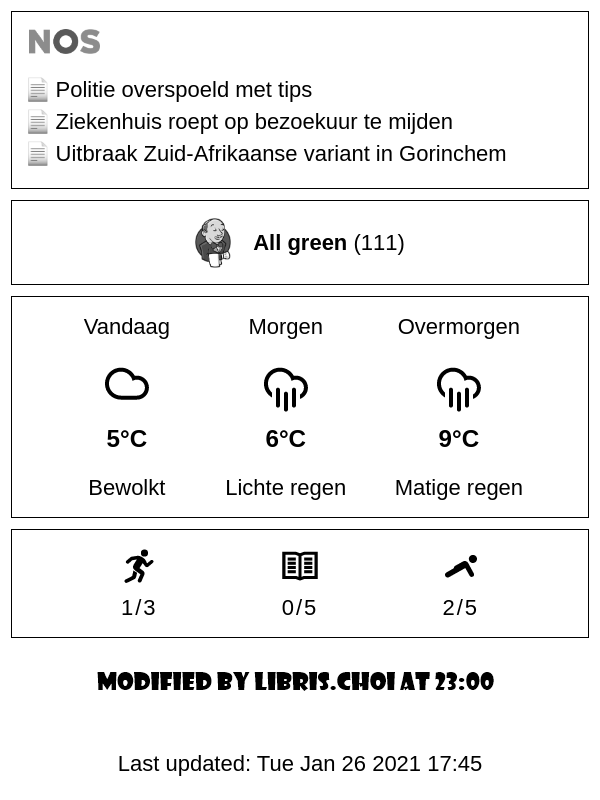 NOS
Politie overspoeld met tips
Ziekenhuis roept op bezoekuur te mijden
Uitbraak Zuid-Afrikaanse variant in Gorinchem
All green (111)
Vandaag Morgen Overmorgen
5°C 6°C 9°C
Bewolkt Lichte regen Matige regen
1/3 0/5 2/5
MODIFIED BY LIBRIS.CHOI AT 23:00
Last updated: Tue Jan 26 2021 17:45